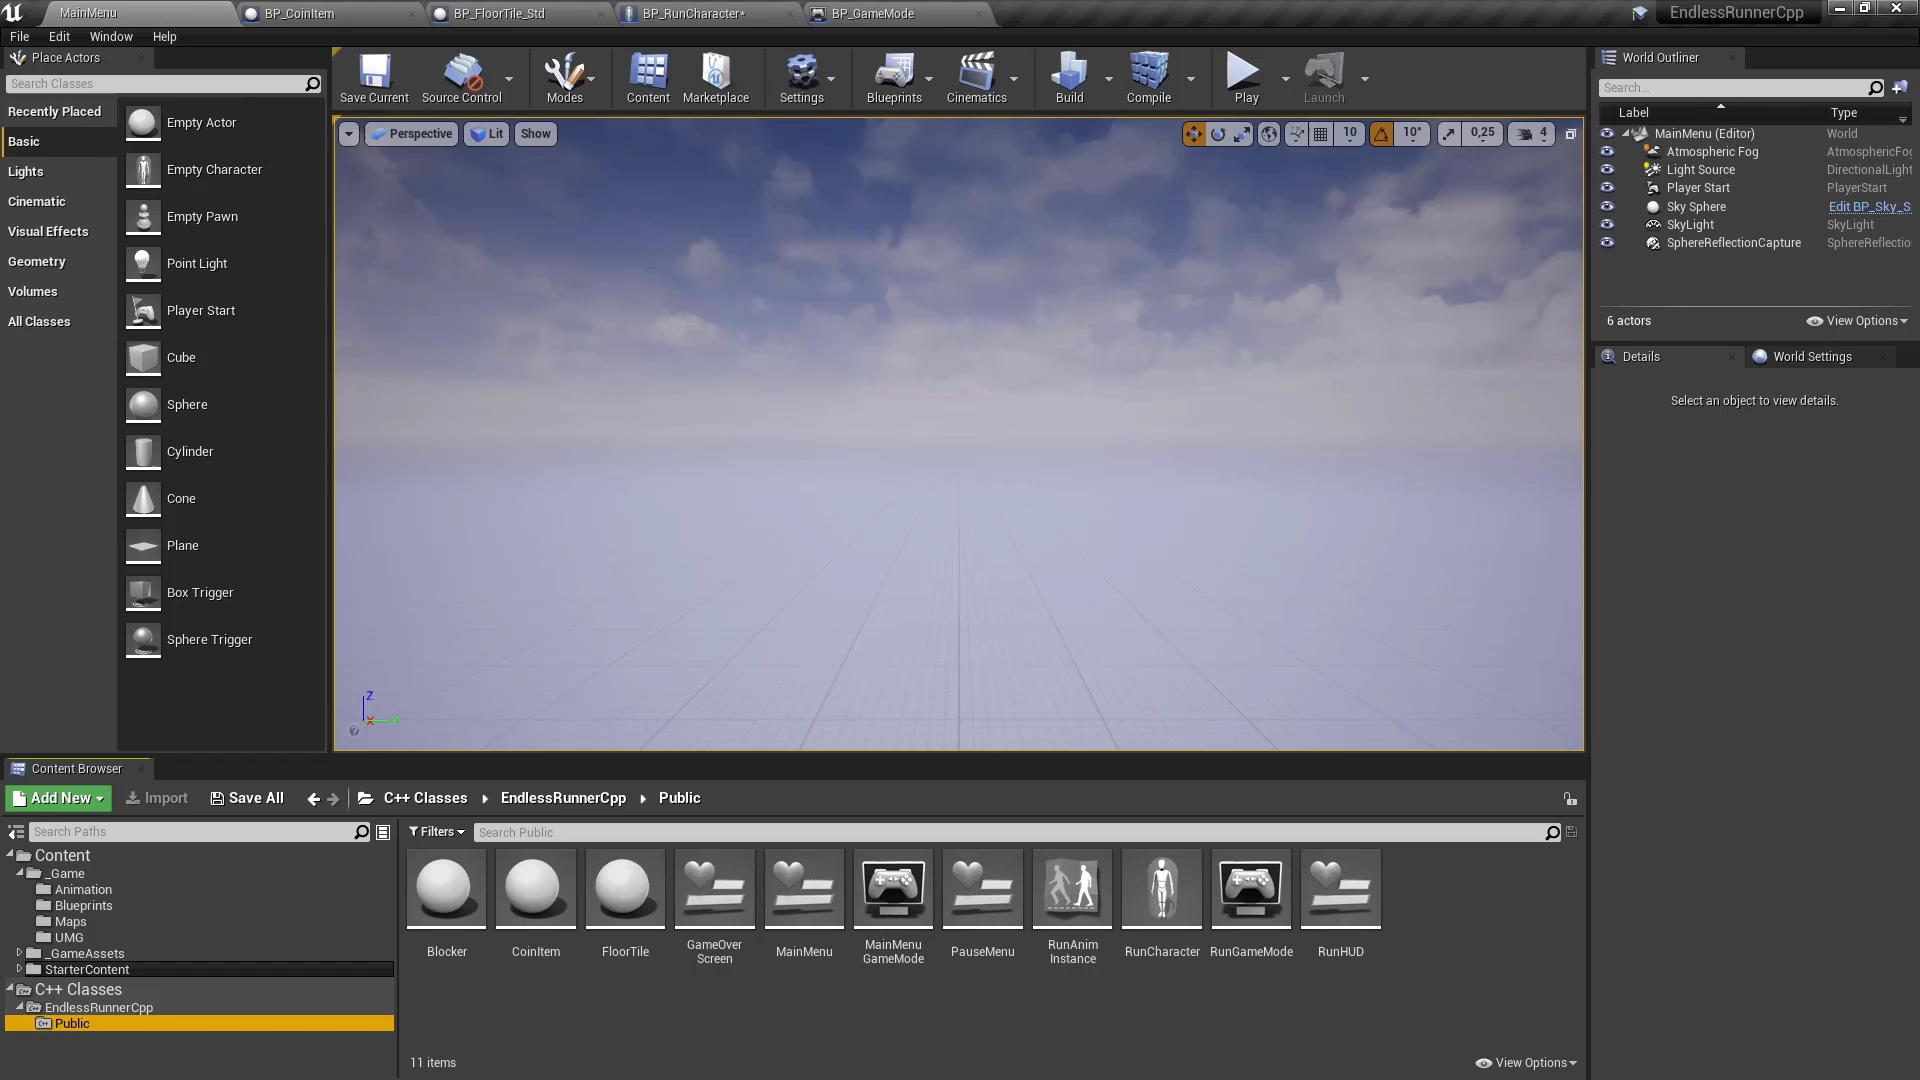 MainMenu
BP_CoinItem
BP_FloorTile_Std
BP_RunCharacter*
BP_GameMode
EndlessRunnerCpp
File Edit Window Help
Place Actors
Search Classes
Recently Placed
Basic
Lights
Cinematic
Visual Effects
Geometry
Volumes
All Classes
Empty Actor
Empty Character
Empty Pawn
Point Light
Player Start
Cube
Sphere
Cylinder
Cone
Plane
Box Trigger
Sphere Trigger
Save Current
Source Control
Modes
Content
Marketplace
Settings
Blueprints
Cinematics
Build
Compile
Play
Launch
Perspective
Lit
Show
10
10°
0,25
4
Z
X
Y
World Outliner
Search...
Label Type
MainMenu (Editor) World
Atmospheric Fog AtmosphericFog
Light Source DirectionalLight
Player Start PlayerStart
Sky Sphere Edit BP_Sky_S
SkyLight SkyLight
SphereReflectionCapture SphereReflectio
6 actors
View Options
Details
World Settings
Select an object to view details.
Content Browser
Add New
Import
Save All
C++ Classes
EndlessRunnerCpp
Public
Search Paths
Filters
Search Public
Content
_Game
Animation
Blueprints
Maps
UMG
_GameAssets
StarterContent
C++ Classes
EndlessRunnerCpp
Public
Blocker
CoinItem
FloorTile
GameOver
Screen
MainMenu
MainMenu
GameMode
PauseMenu
RunAnim
Instance
RunCharacter
RunGameMode
RunHUD
11 items
View Options